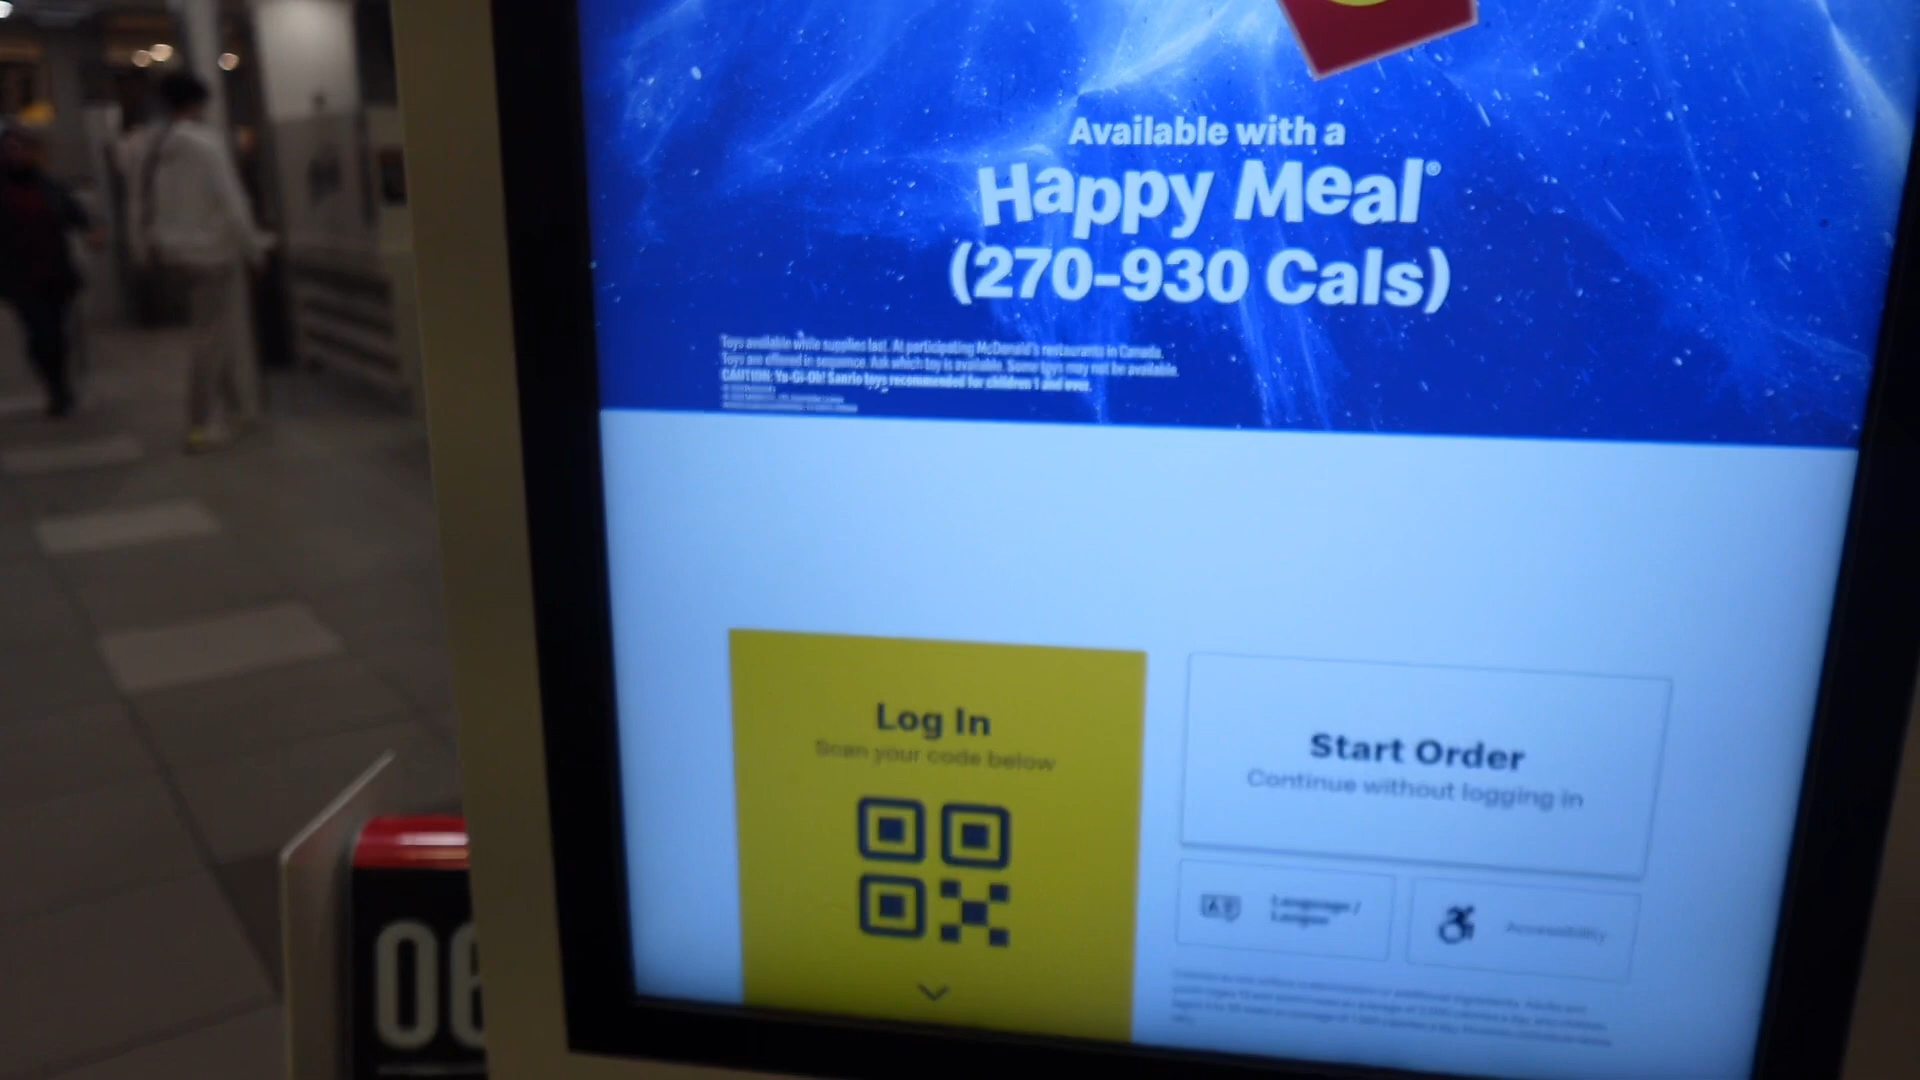 Available with a
Happy Meal®
(270-930 Cals)
Toys available while supplies last. At participating McDonald's restaurants in Canada.
Toys are offered in sequence. Ask which toy is available. Some toys may not be available.
CAUTION: Yu-Gi-Oh! Sanrio toys recommended for children 1 and over.
Log In
Scan your code below
Start Order
Continue without logging in
Language /
Langue
Accessibility
06